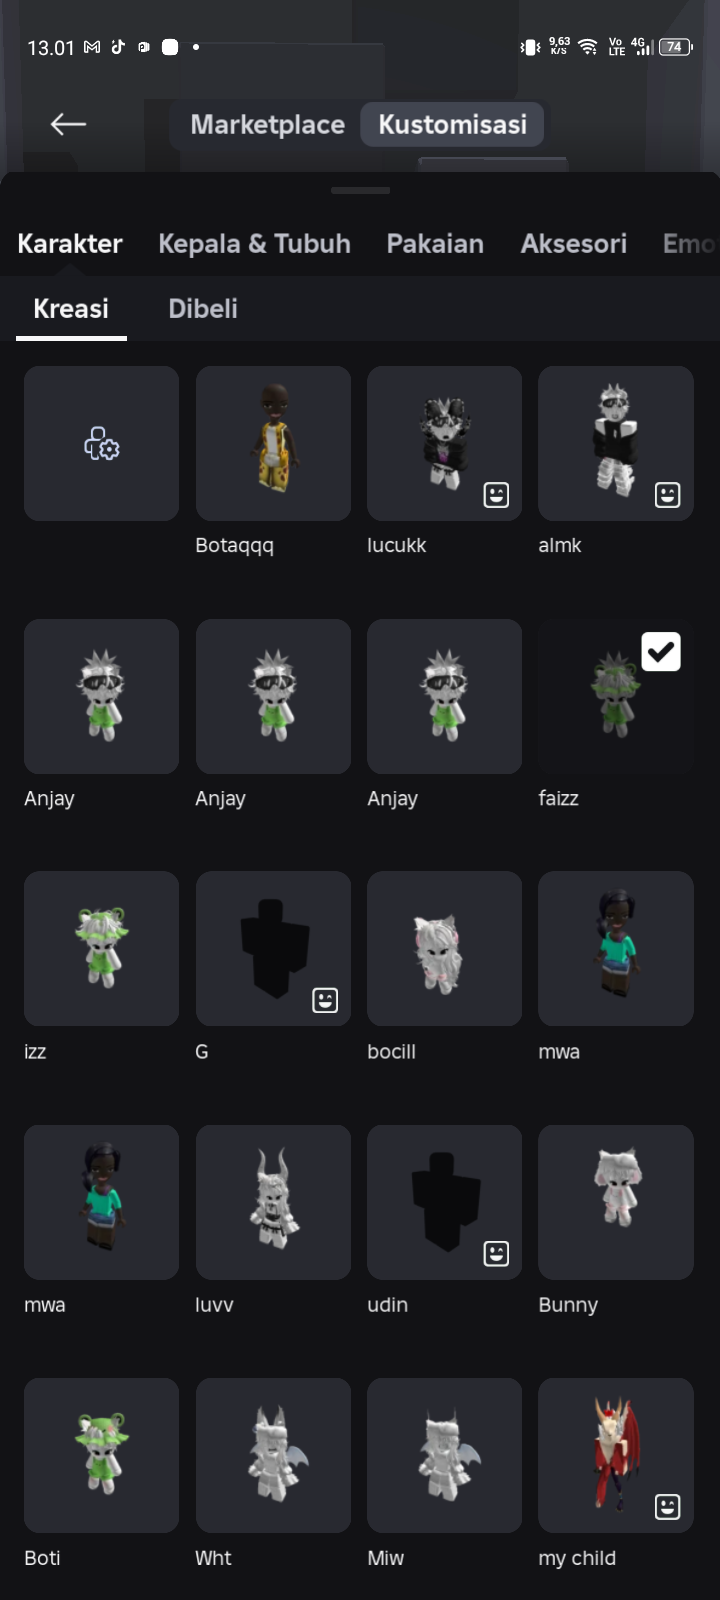 13.01
9,63 K/S
Vo LTE
4G
74
Marketplace
Kustomisasi
Karakter
Kepala & Tubuh
Pakaian
Aksesori
Emo
Kreasi
Dibeli
Botaqqq
lucukk
almk
Anjay
Anjay
Anjay
faizz
izz
G
bocill
mwa
mwa
luvv
udin
Bunny
Boti
Wht
Miw
my child